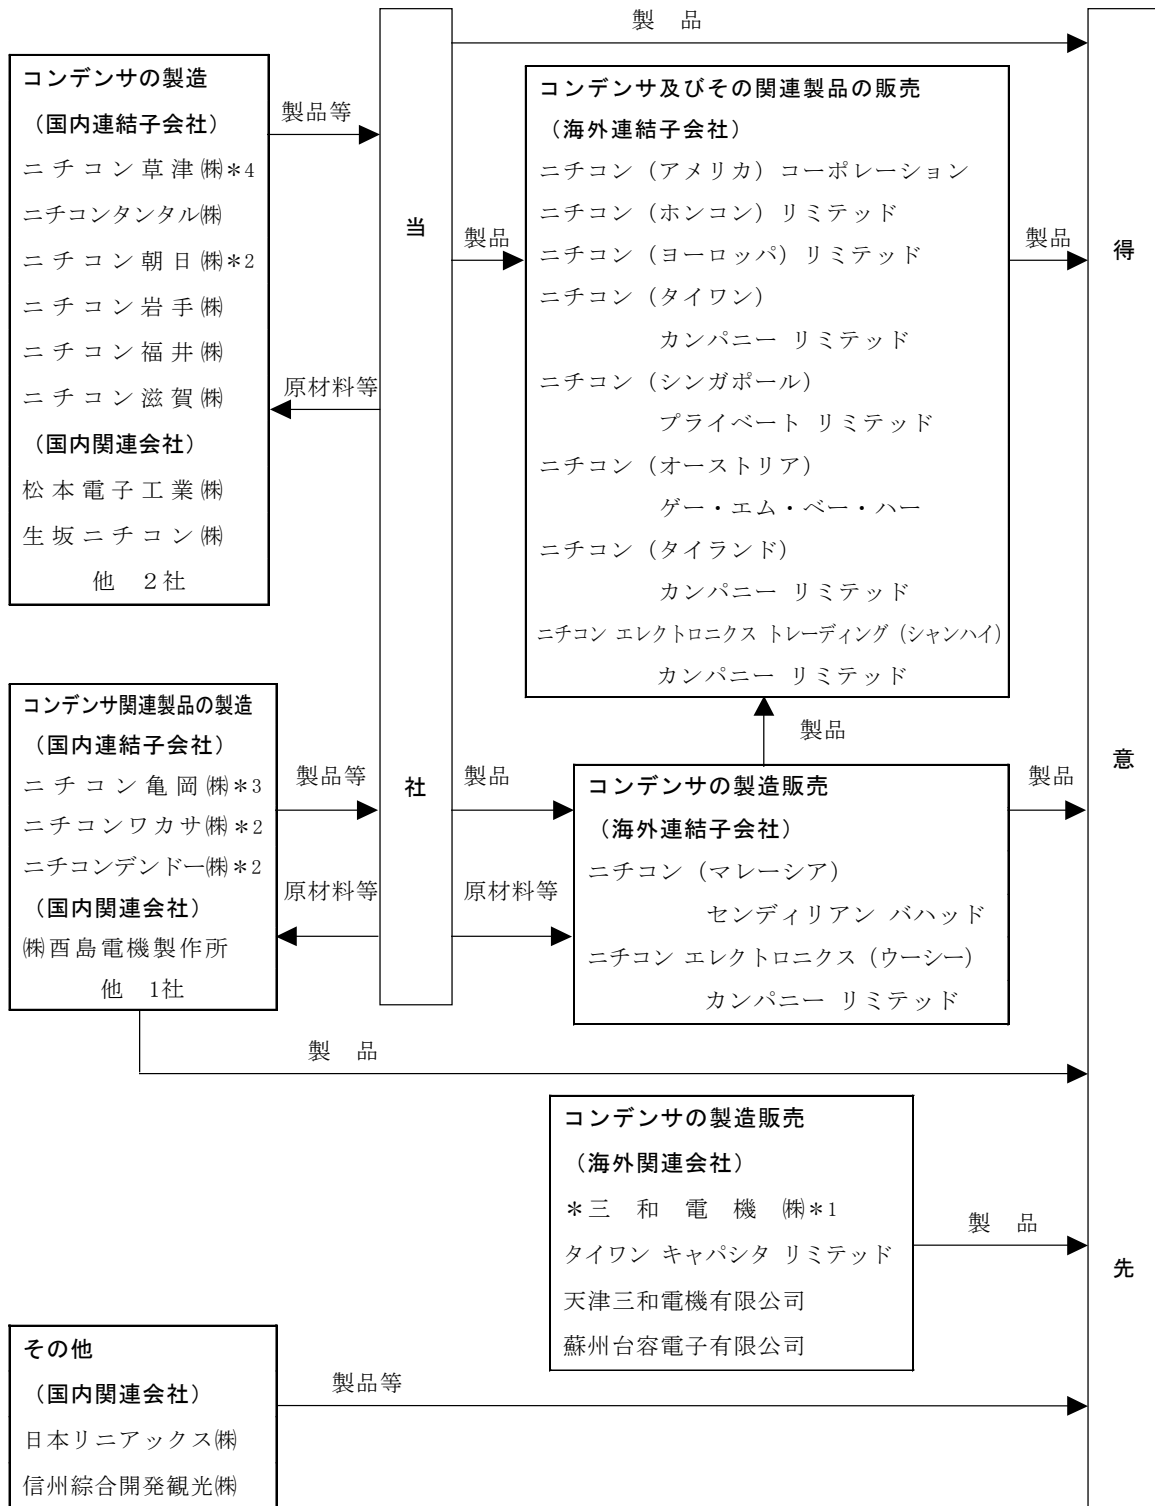 製　品
コンデンサの製造
（国内連結子会社）
ニチコン草津㈱＊4
ニチコンタンタル㈱
ニチコン朝日㈱＊2
ニチコン岩手㈱
ニチコン福井㈱
ニチコン滋賀㈱
（国内関連会社）
松本電子工業㈱
生坂ニチコン㈱
他　2社
製品等
原材料等
当
社
製品
コンデンサ及びその関連製品の販売
（海外連結子会社）
ニチコン（アメリカ）コーポレーション
ニチコン（ホンコン）リミテッド
ニチコン（ヨーロッパ）リミテッド
ニチコン（タイワン）
カンパニー リミテッド
ニチコン（シンガポール）
プライベート リミテッド
ニチコン（オーストリア）
ゲー・エム・ベー・ハー
ニチコン（タイランド）
カンパニー リミテッド
ニチコン エレクトロニクス トレーディング（シャンハイ）
カンパニー リミテッド
製品
得
意
先
コンデンサ関連製品の製造
（国内連結子会社）
ニチコン亀岡㈱＊3
ニチコンワカサ㈱＊2
ニチコンデンドー㈱＊2
（国内関連会社）
㈱酉島電機製作所
他　1社
製品等
原材料等
製品
原材料等
製品
コンデンサの製造販売
（海外連結子会社）
ニチコン（マレーシア）
センディリアン バハッド
ニチコン エレクトロニクス（ウーシー）
カンパニー リミテッド
製品
製　品
コンデンサの製造販売
（海外関連会社）
＊三　和　電　機　㈱＊1
タイワン キャパシタ リミテッド
天津三和電機有限公司
蘇州台容電子有限公司
製　品
その他
（国内関連会社）
日本リニアックス㈱
信州綜合開発観光㈱
製品等